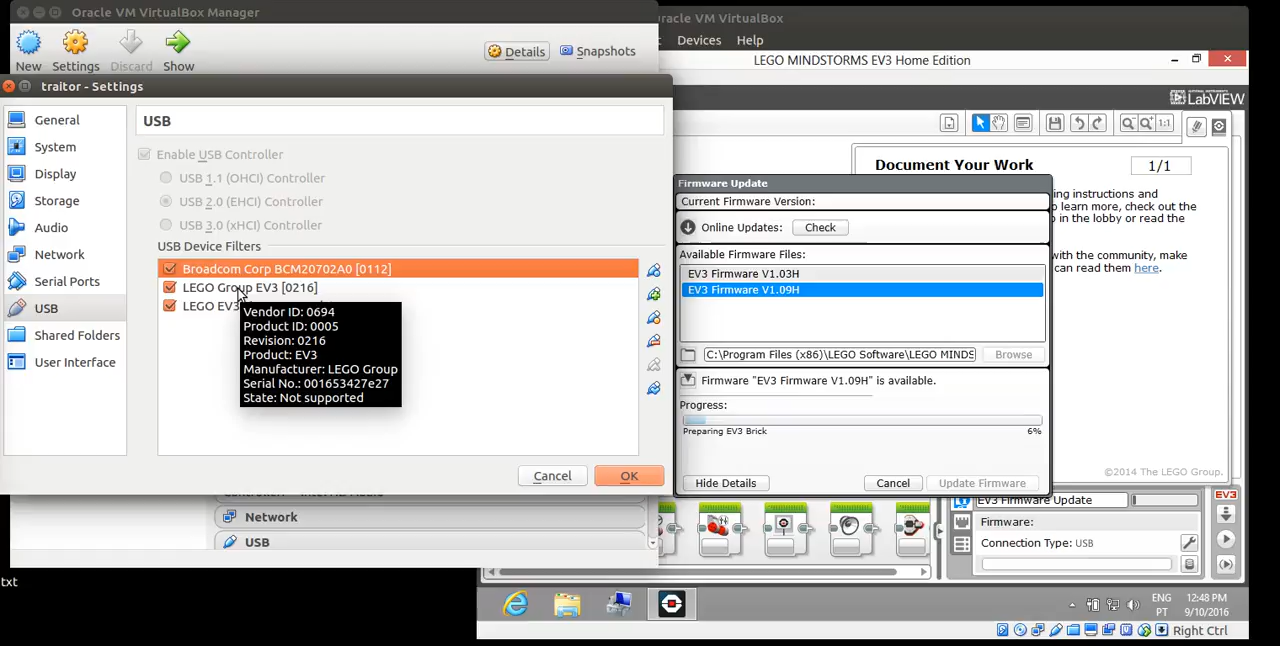 Oracle VM VirtualBox Manager
New Settings Discard Show
Details Snapshots
traitor - Settings
General
System
Display
Storage
Audio
Network
Serial Ports
USB
Shared Folders
User Interface
USB
Enable USB Controller
USB 1.1 (OHCI) Controller
USB 2.0 (EHCI) Controller
USB 3.0 (xHCI) Controller
USB Device Filters
Broadcom Corp BCM20702A0 [0112]
LEGO Group EV3 [0216]
LEGO EV3
Vendor ID: 0694
Product ID: 0005
Revision: 0216
Product: EV3
Manufacturer: LEGO Group
Serial No.: 001653427e27
State: Not supported
Cancel OK
Network
USB
txt
VM VirtualBox
Devices Help
LEGO MINDSTORMS EV3 Home Edition
LabVIEW
1:1
Document Your Work 1/1
ing instructions and
learn more, check out the
in the lobby or read the
with the community, make
can read them here.
©2014 The LEGO Group.
Firmware Update
Current Firmware Version:
Online Updates: Check
Available Firmware Files:
EV3 Firmware V1.03H
EV3 Firmware V1.09H
C:\Program Files (x86)\LEGO Software\LEGO MINDS Browse
Firmware "EV3 Firmware V1.09H" is available.
Progress:
Preparing EV3 Brick 6%
Hide Details Cancel Update Firmware
EV3 Firmware Update
EV3
Firmware:
Connection Type: USB
ENG 12:48 PM
PT 9/10/2016
Right Ctrl